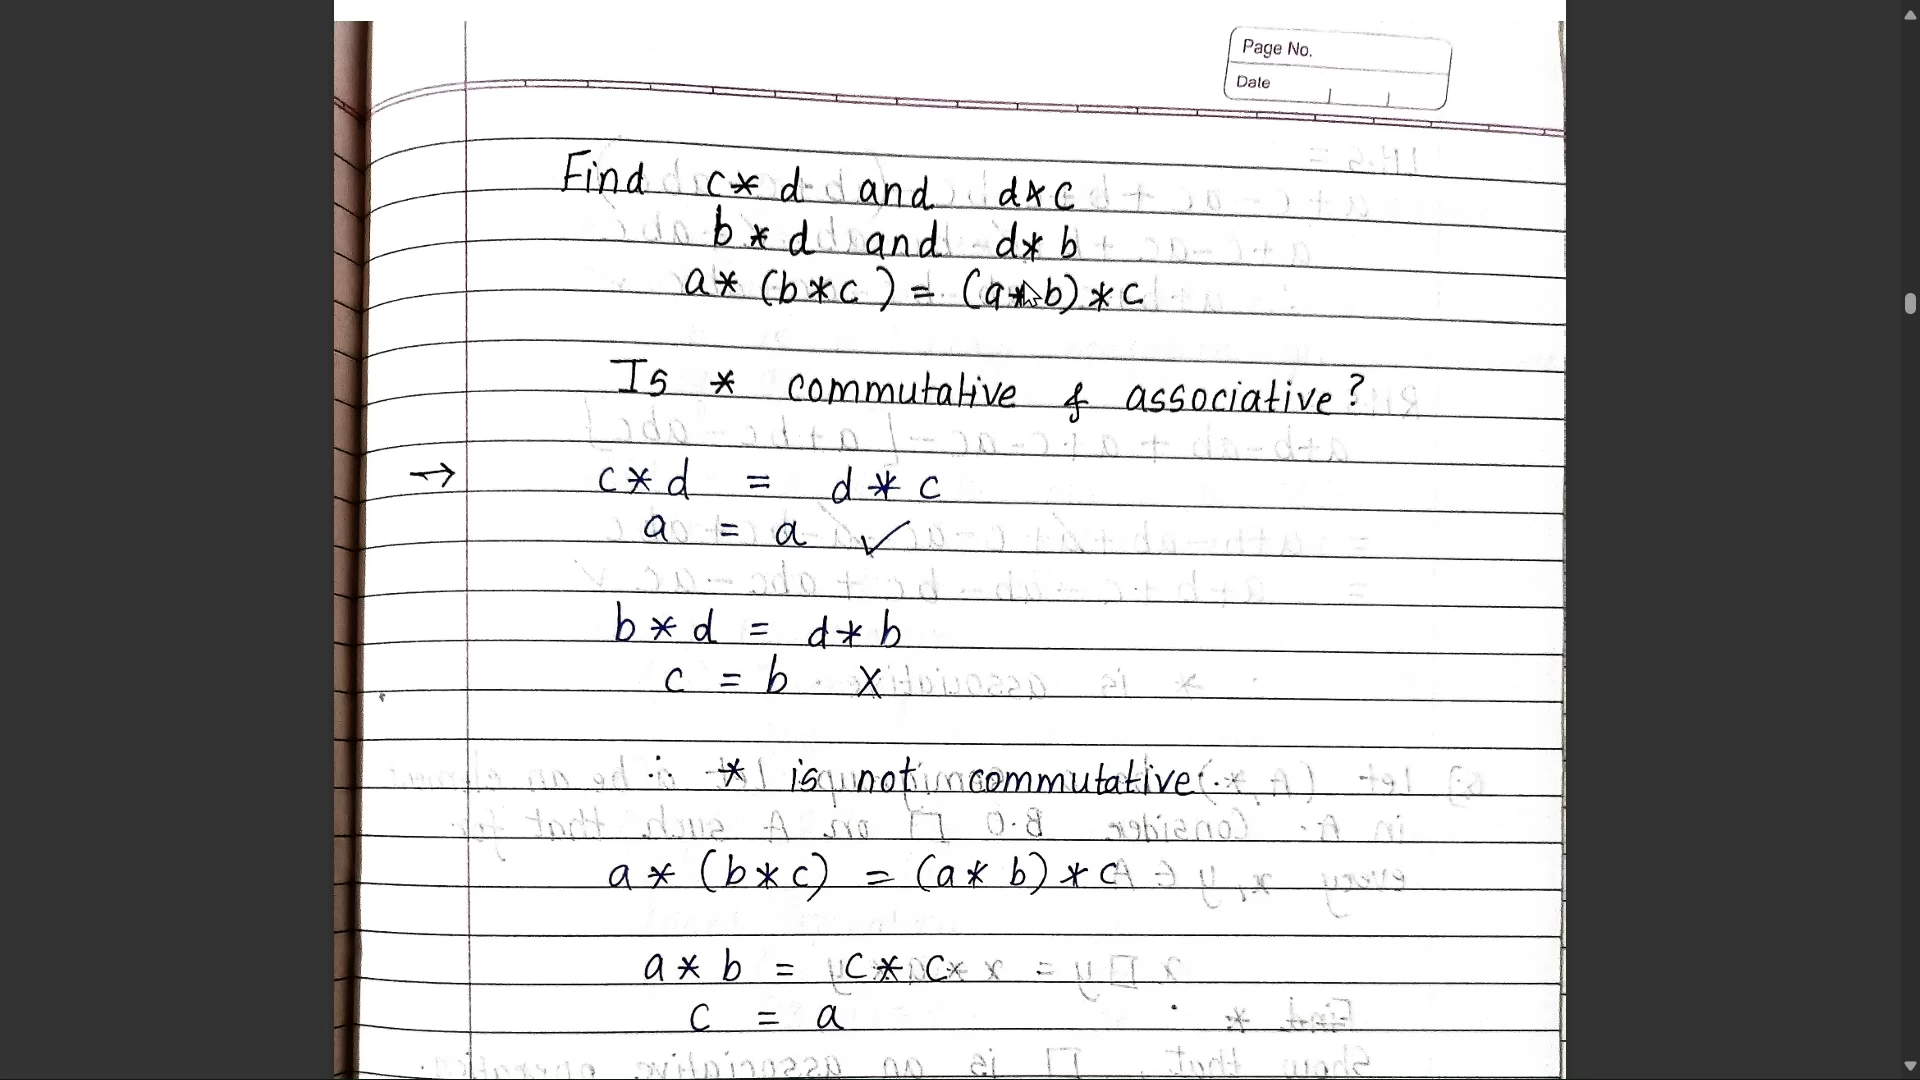 Page No.
Date
Find c * d and d * c
b * d and d * b
a * (b * c) = (a * b) * c
Is * commutative & associative?
→ c * d = d * c
a = a ✓
b * d = d * b
c = b X
∴ * is not commutative.
a * (b * c) = (a * b) * c
a * b = c * c
c = a